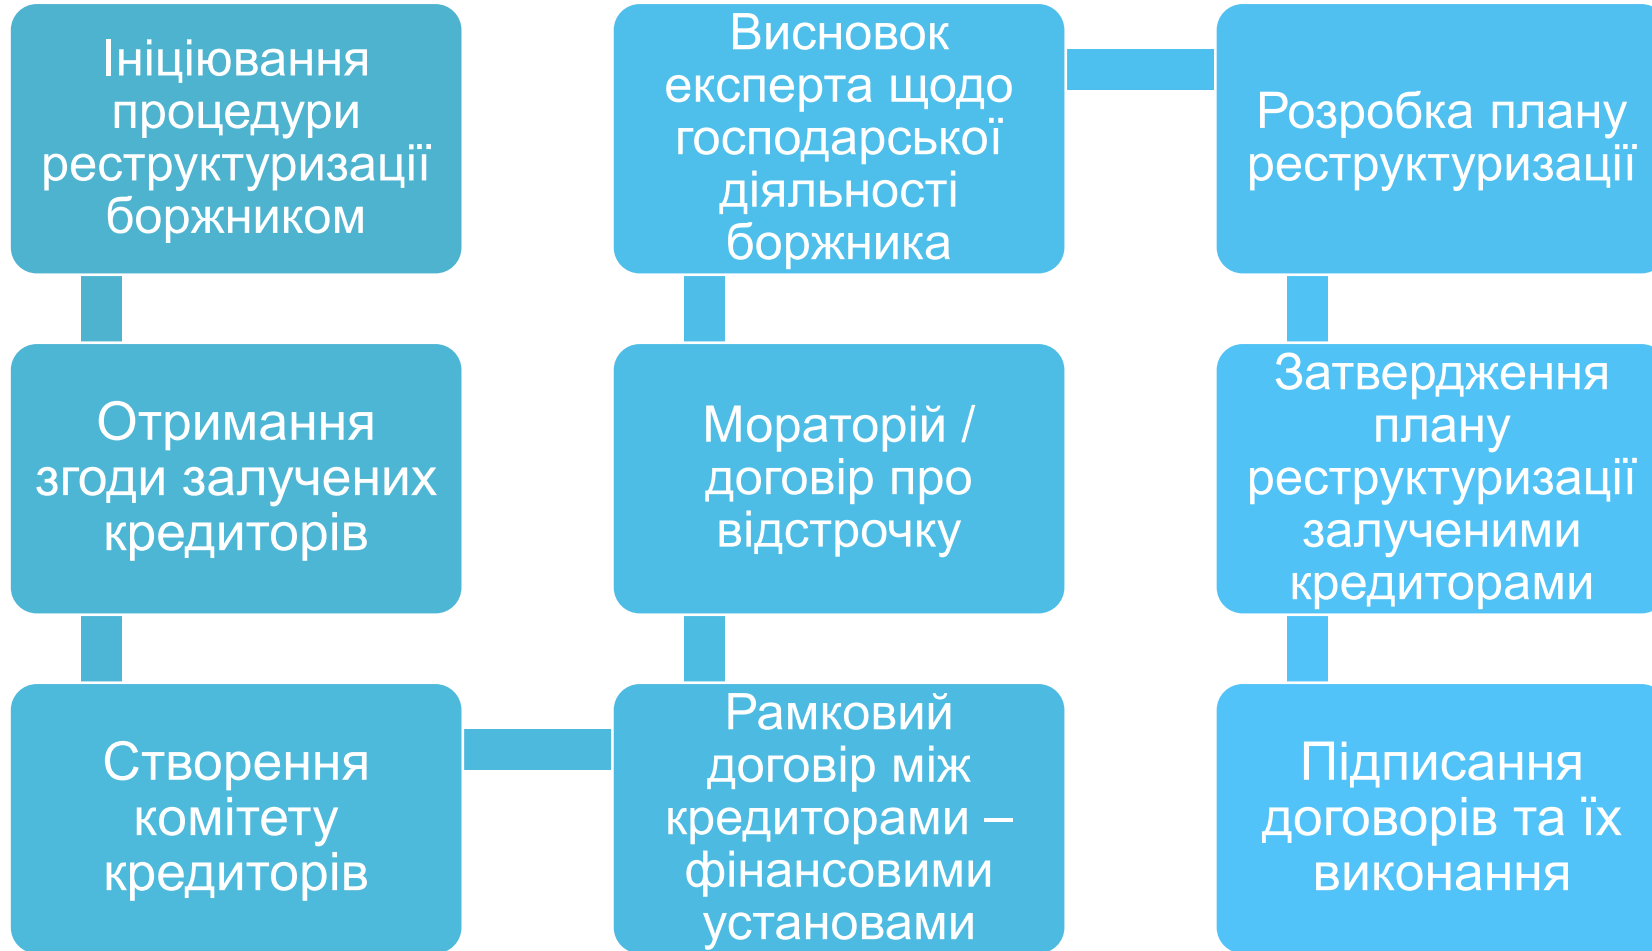 Ініціювання
процедури
реструктуризації
боржником
Отримання
згоди залучених
кредиторів
Створення
комітету
кредиторів
Рамковий
договір між
кредиторами –
фінансовими
установами
Мораторій /
договір про
відстрочку
Висновок
експерта щодо
господарської
діяльності
боржника
Розробка плану
реструктуризації
Затвердження
плану
реструктуризації
залученими
кредиторами
Підписання
договорів та їх
виконання